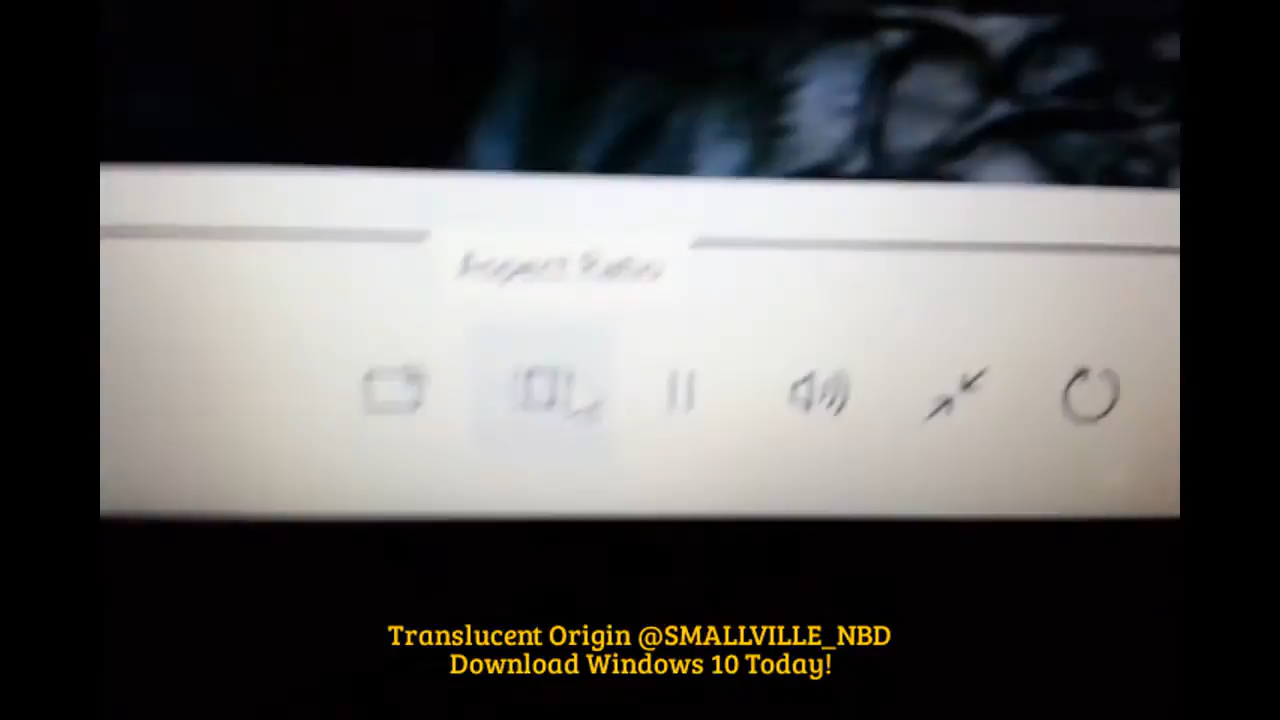 Aspect Ratio
Translucent Origin @SMALLVILLE_NBD
Download Windows 10 Today!